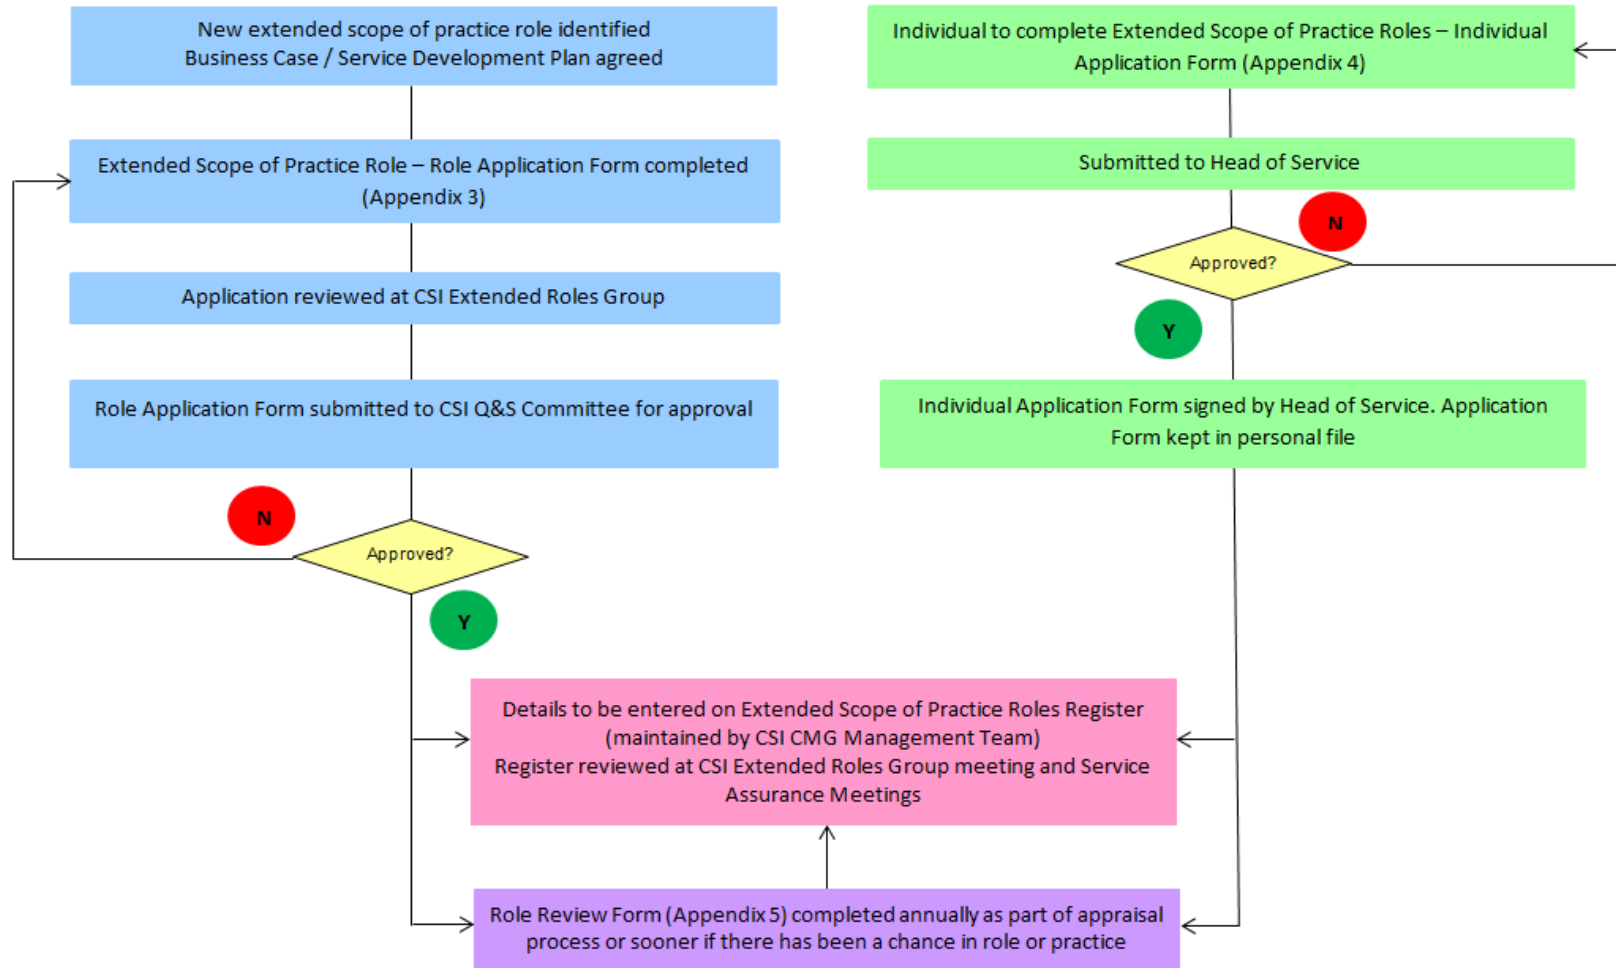 New extended scope of practice role identified
Business Case / Service Development Plan agreed
Extended Scope of Practice Role – Role Application Form completed
(Appendix 3)
Application reviewed at CSI Extended Roles Group
Role Application Form submitted to CSI Q&S Committee for approval
N
Approved?
Y
Individual to complete Extended Scope of Practice Roles – Individual
Application Form (Appendix 4)
Submitted to Head of Service
N
Approved?
Y
Individual Application Form signed by Head of Service. Application
Form kept in personal file
Details to be entered on Extended Scope of Practice Roles Register
(maintained by CSI CMG Management Team)
Register reviewed at CSI Extended Roles Group meeting and Service
Assurance Meetings
Role Review Form (Appendix 5) completed annually as part of appraisal
process or sooner if there has been a chance in role or practice